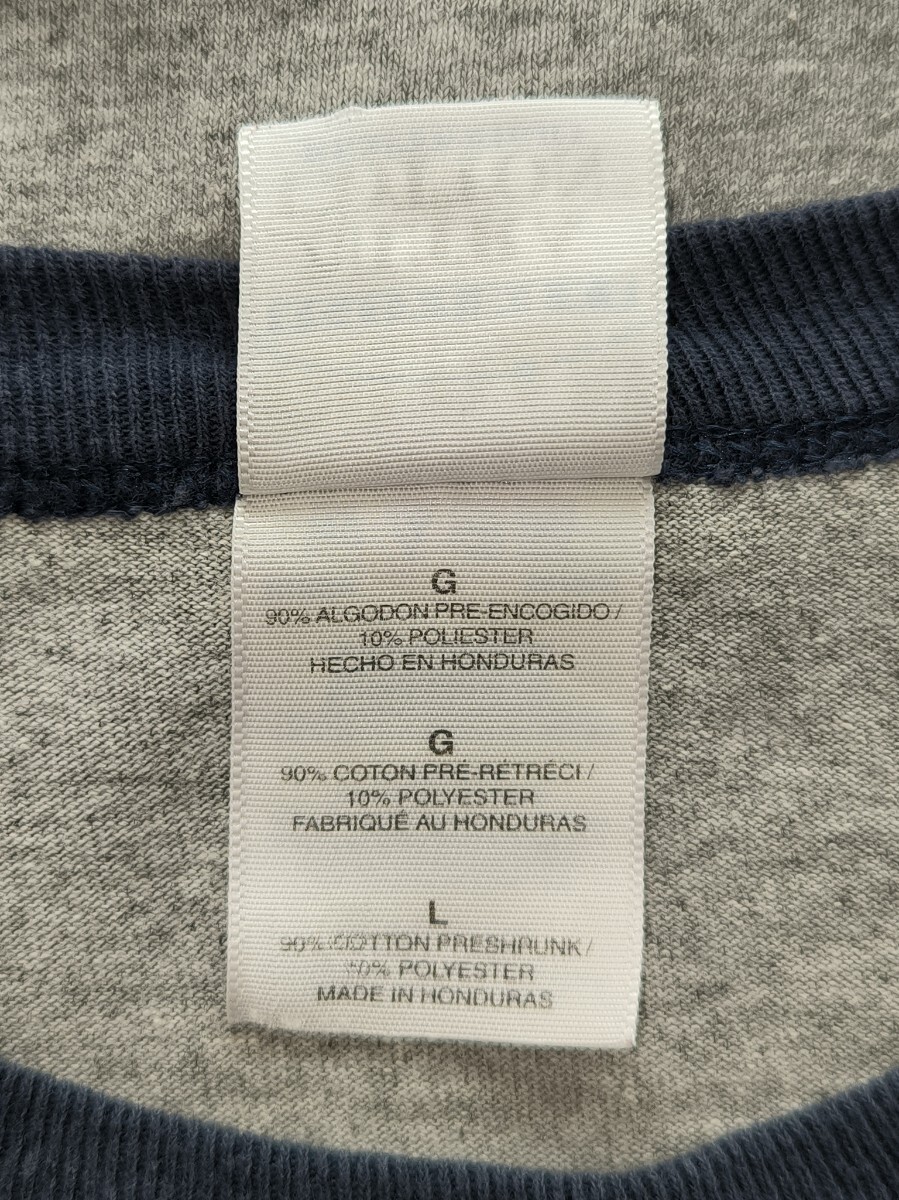 G
90% ALGODON PRE-ENCOGIDO /
10% POLIESTER
HECHO EN HONDURAS
G
90% COTON PRÉ-RÉTRÉCI /
10% POLYESTER
FABRIQUÉ AU HONDURAS
L
90% COTTON PRESHRUNK /
10% POLYESTER
MADE IN HONDURAS